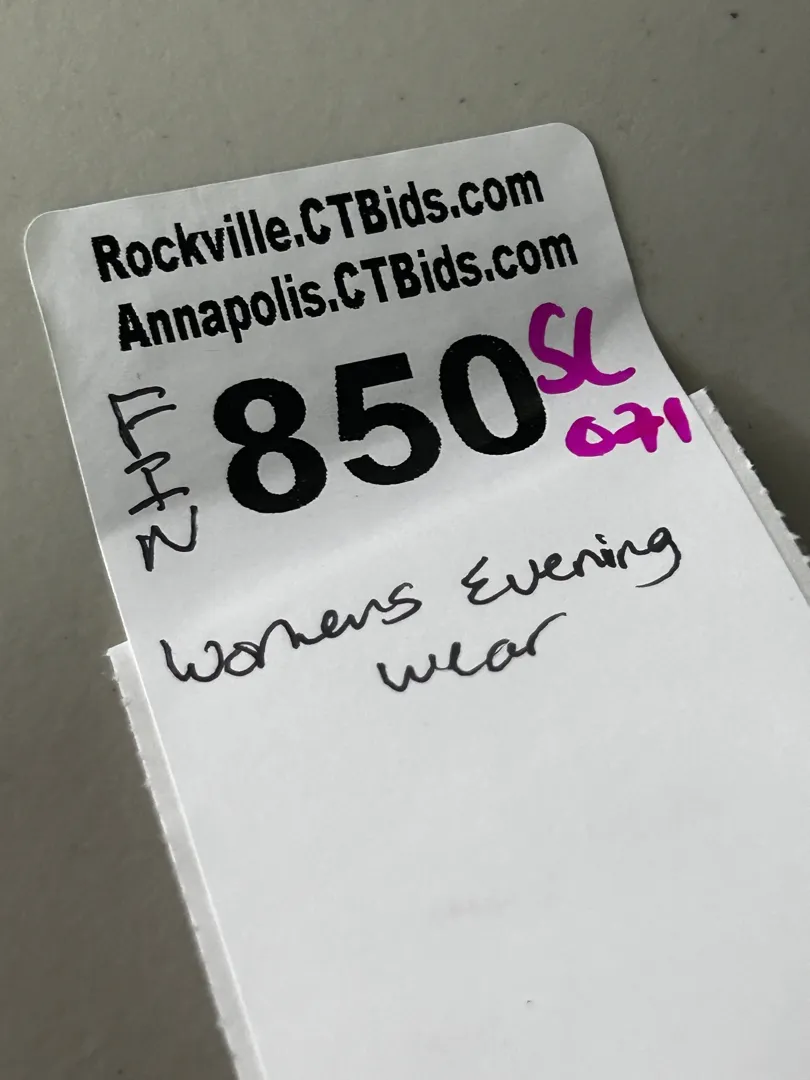 Rockville.CTBids.com
Annapolis.CTBids.com
850
SL
071
Womens Evening
wear